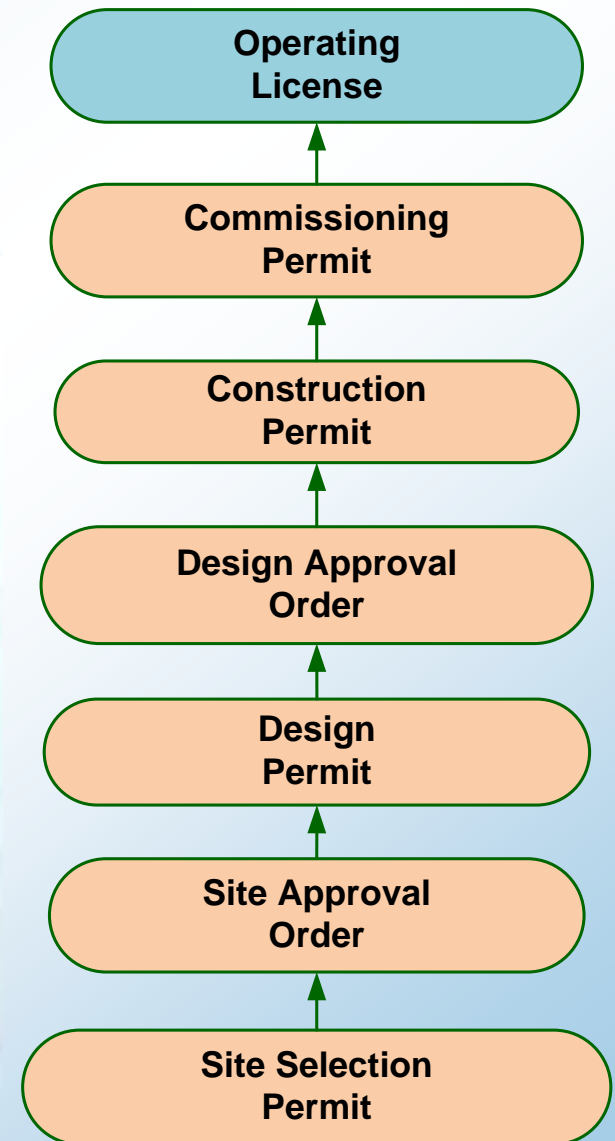 Operating
License
Commissioning
Permit
Construction
Permit
Design Approval
Order
Design
Permit
Site Approval
Order
Site Selection
Permit